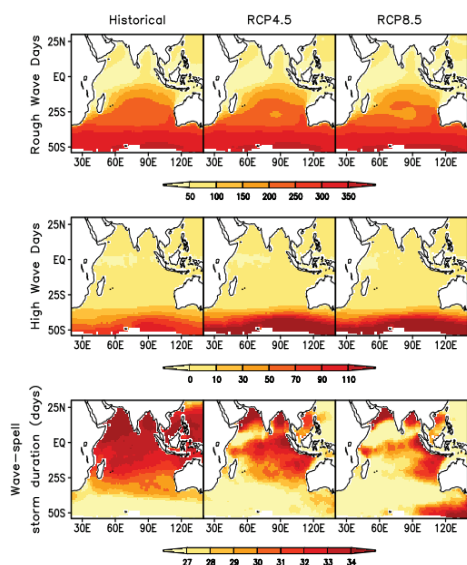 Historical RCP4.5 RCP8.5
Rough Wave Days
25N
EQ
25S
50S
30E 60E 90E 120E 30E 60E 90E 120E 30E 60E 90E 120E
50 100 150 200 250 300 350
High Wave Days
25N
EQ
25S
50S
30E 60E 90E 120E 30E 60E 90E 120E 30E 60E 90E 120E
0 10 30 50 70 90 110
Wave-spell
storm duration (days)
25N
EQ
25S
50S
30E 60E 90E 120E 30E 60E 90E 120E 30E 60E 90E 120E
27 28 29 30 31 32 33 34